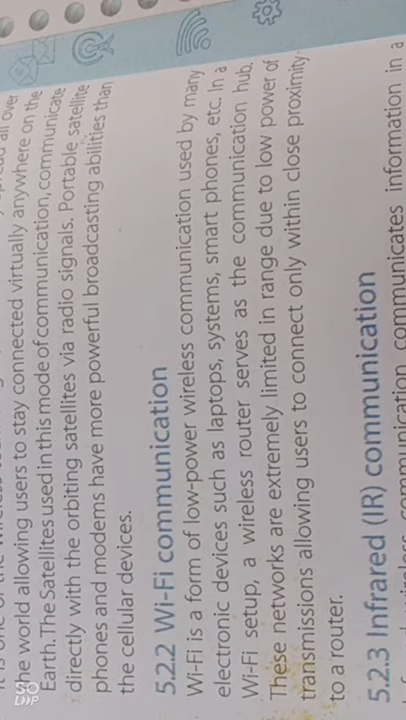 the world allowing users to stay connected virtually anywhere on the
Earth. The Satellites used in this mode of communication, communicate
directly with the orbiting satellites via radio signals. Portable satellite
phones and modems have more powerful broadcasting abilities than
the cellular devices.
5.2.2 Wi-Fi communication
Wi-Fi is a form of low-power wireless communication used by many
electronic devices such as laptops, systems, smart phones, etc. In a
Wi-Fi setup, a wireless router serves as the communication hub.
These networks are extremely limited in range due to low power of
transmissions allowing users to connect only within close proximity
to a router.
5.2.3 Infrared (IR) communication
communication communicates information in a
SO
LOOP